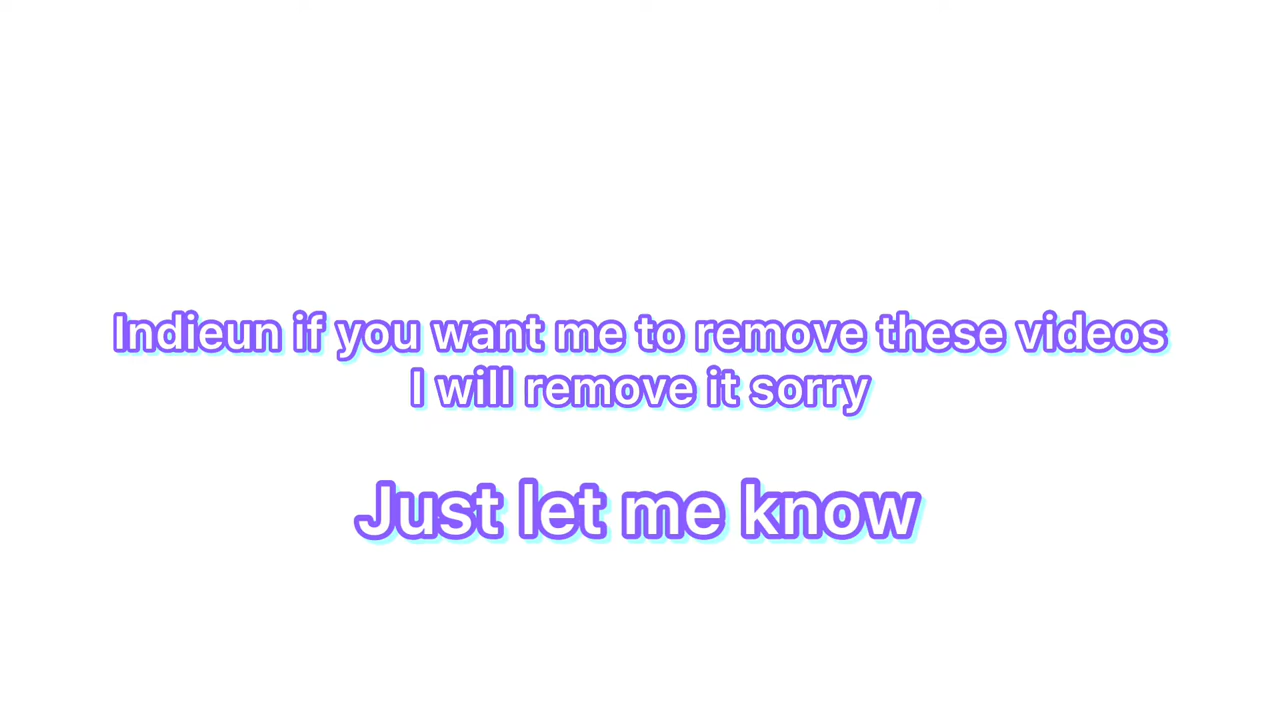 Indieun if you want me to remove these videos
I will remove it sorry
Just let me know